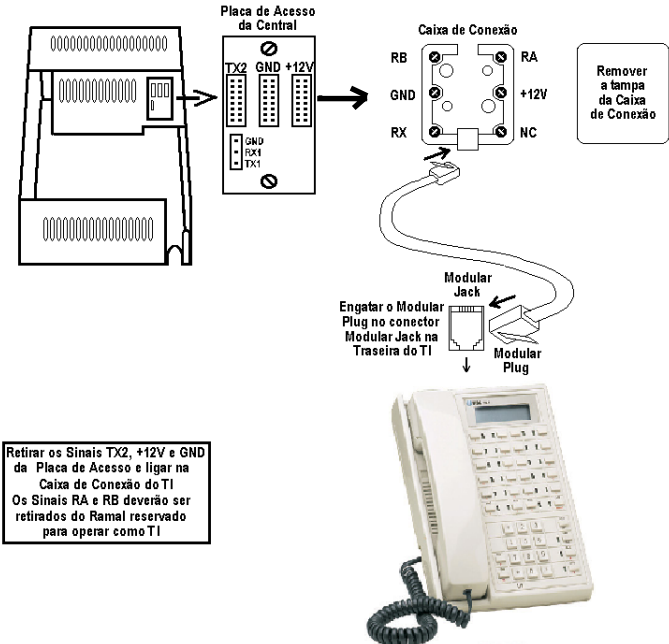 Placa de Acesso
da Central
TX2 GND +12V
GND
RX1
TX1
Caixa de Conexão
RB
RA
GND
+12V
RX
NC
Remover
a tampa
da Caixa
de Conexão
Modular
Jack
Engatar o Modular
Plug no conector
Modular Jack na
Traseira do TI
Modular
Plug
Retirar os Sinais TX2, +12V e GND
da Placa de Acesso e ligar na
Caixa de Conexão do TI
Os Sinais RA e RB deverão ser
retirados do Ramal reservado
para operar como TI